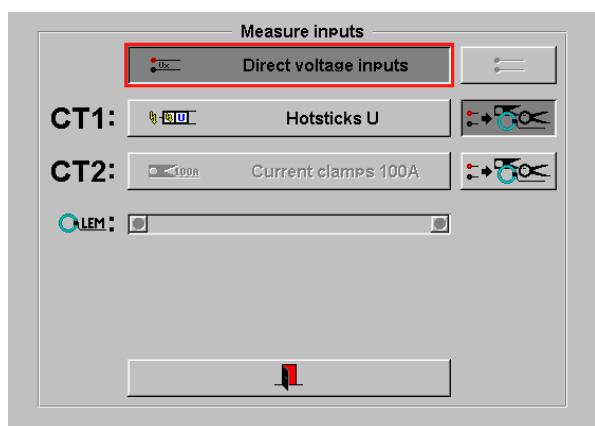 Measure inputs
Ux Direct voltage inputs
CT1: U Hotsticks U
CT2: 100A Current clamps 100A
LEM: